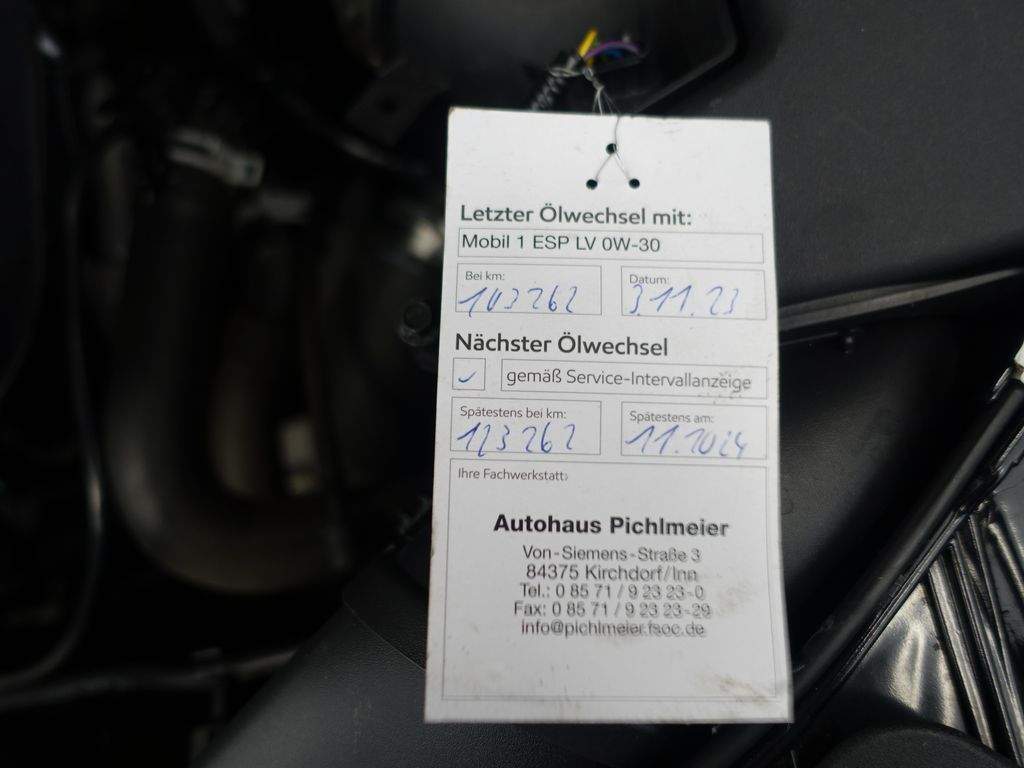 Letzter Ölwechsel mit:
Mobil 1 ESP LV 0W-30
Bei km: Datum:
103262 3.11.23
Nächster Ölwechsel
gemäß Service-Intervallanzeige
Spätestens bei km: Spätestens am:
123262 11.2024
Ihre Fachwerkstatt:
Autohaus Pichlmeier
Von-Siemens-Straße 3
84375 Kirchdorf/Inn
Tel.: 0 85 71 / 9 23 23-0
Fax: 0 85 71 / 9 23 23-29
info@pichlmeier.fsoc.de